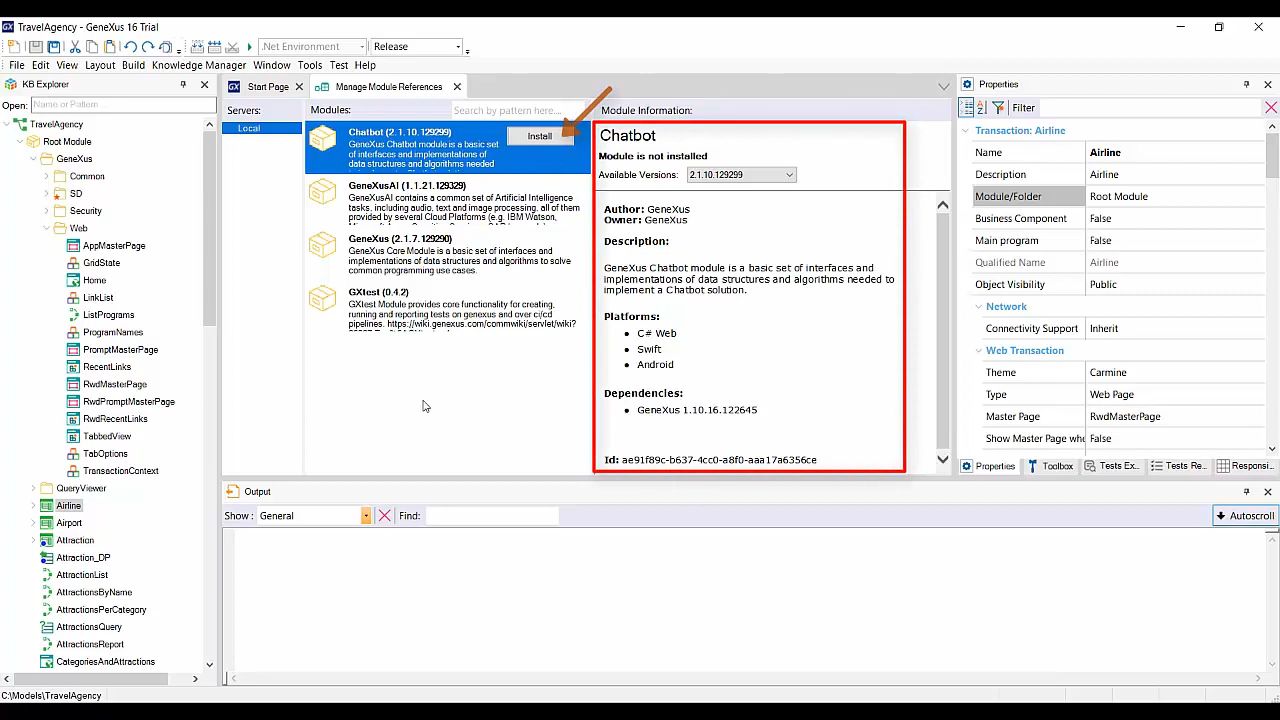 TravelAgency - GeneXus 16 Trial
.Net Environment
Release
File Edit View Layout Build Knowledge Manager Window Tools Test Help
KB Explorer
Open: Name or Pattern
TravelAgency
Root Module
GeneXus
Common
SD
Security
Web
AppMasterPage
GridState
Home
LinkList
ListPrograms
ProgramNames
PromptMasterPage
RecentLinks
RwdMasterPage
RwdPromptMasterPage
RwdRecentLinks
TabbedView
TabOptions
TransactionContext
QueryViewer
Airline
Airport
Attraction
Attraction_DP
AttractionList
AttractionsByName
AttractionsPerCategory
AttractionsQuery
AttractionsReport
CategoriesAndAttractions
Start Page
Manage Module References
Servers:
Local
Modules:
Search by pattern here...
Chatbot (2.1.10.129299)
Install
GeneXus Chatbot module is a basic set
of interfaces and implementations of
data structures and algorithms needed
GeneXusAI (1.1.21.129329)
GeneXusAI contains a common set of Artificial Intelligence
tasks, including audio, text and image processing, all of them
provided by several Cloud Platforms (e.g. IBM Watson,
GeneXus (2.1.7.129290)
GeneXus Core Module is a basic set of interfaces and
implementations of data structures and algorithms to solve
common programming use cases.
GXtest (0.4.2)
GXtest Module provides core functionality for creating,
running and reporting tests on genexus and over ci/cd
pipelines. https://wiki.genexus.com/commwiki/servlet/wiki?
Module Information:
Chatbot
Module is not installed
Available Versions: 2.1.10.129299
Author: GeneXus
Owner: GeneXus
Description:
GeneXus Chatbot module is a basic set of interfaces and
implementations of data structures and algorithms needed to
implement a Chatbot solution.
Platforms:
C# Web
Swift
Android
Dependencies:
GeneXus 1.10.16.122645
Id: ae91f89c-b637-4cc0-a8f0-aaa17a6356ce
Properties
Filter
Transaction: Airline
Name Airline
Description Airline
Module/Folder Root Module
Business Component False
Main program False
Qualified Name Airline
Object Visibility Public
Network
Connectivity Support Inherit
Web Transaction
Theme Carmine
Type Web Page
Master Page RwdMasterPage
Show Master Page whe False
Properties Toolbox Tests Ex... Tests Re... Responsi...
Output
Show : General
Find:
Autoscroll
C:\Models\TravelAgency